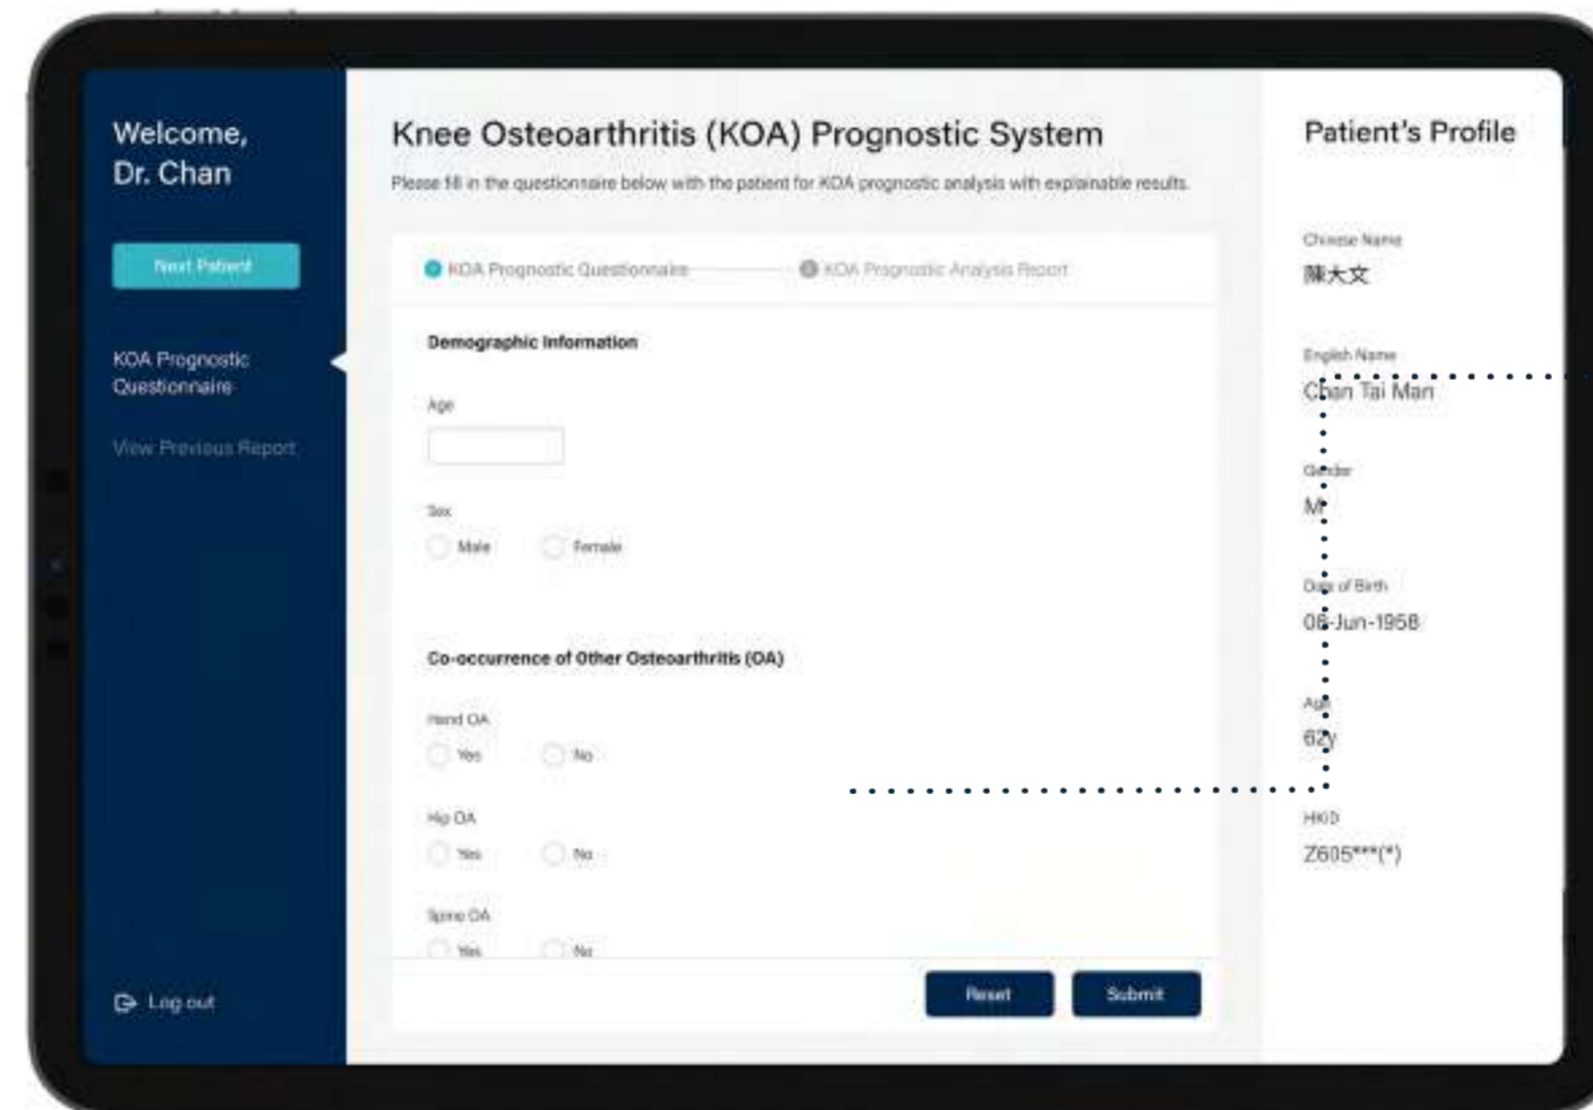 Welcome,
Dr. Chan
Next Patient
KOA Prognostic
Questionnaire
View Previous Report
Log out
Knee Osteoarthritis (KOA) Prognostic System
Please fill in the questionnaire below with the patient for KOA prognostic analysis with explainable results.
KOA Prognostic Questionnaire
KOA Prognostic Analysis Report
Demographic Information
Age
Sex
Male Female
Co-occurrence of Other Osteoarthritis (OA)
Hand OA
Yes No
Hip OA
Yes No
Spine OA
Yes No
Reset Submit
Patient's Profile
Chinese Name
陳大文
English Name
Chan Tai Man
Gender
M
Date of Birth
08-Jun-1958
Age
62y
HKID
Z605***(*)